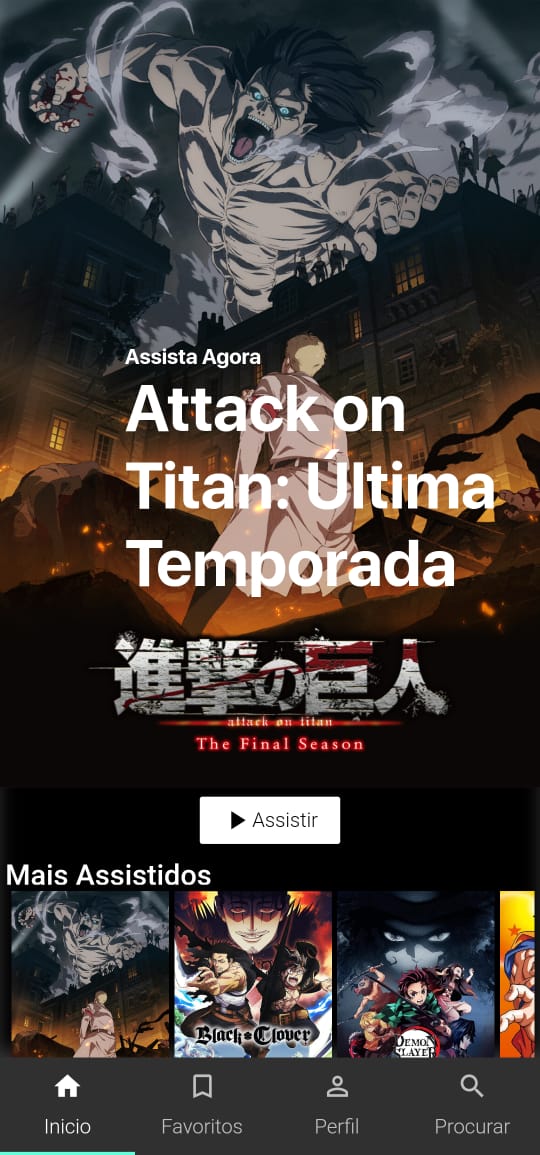 Assista Agora
Attack on
Titan: Última
Temporada
進撃の巨人
attack on titan
The Final Season
Assistir
Mais Assistidos
Black Clover
DEMON
SLAYER
Inicio
Favoritos
Perfil
Procurar